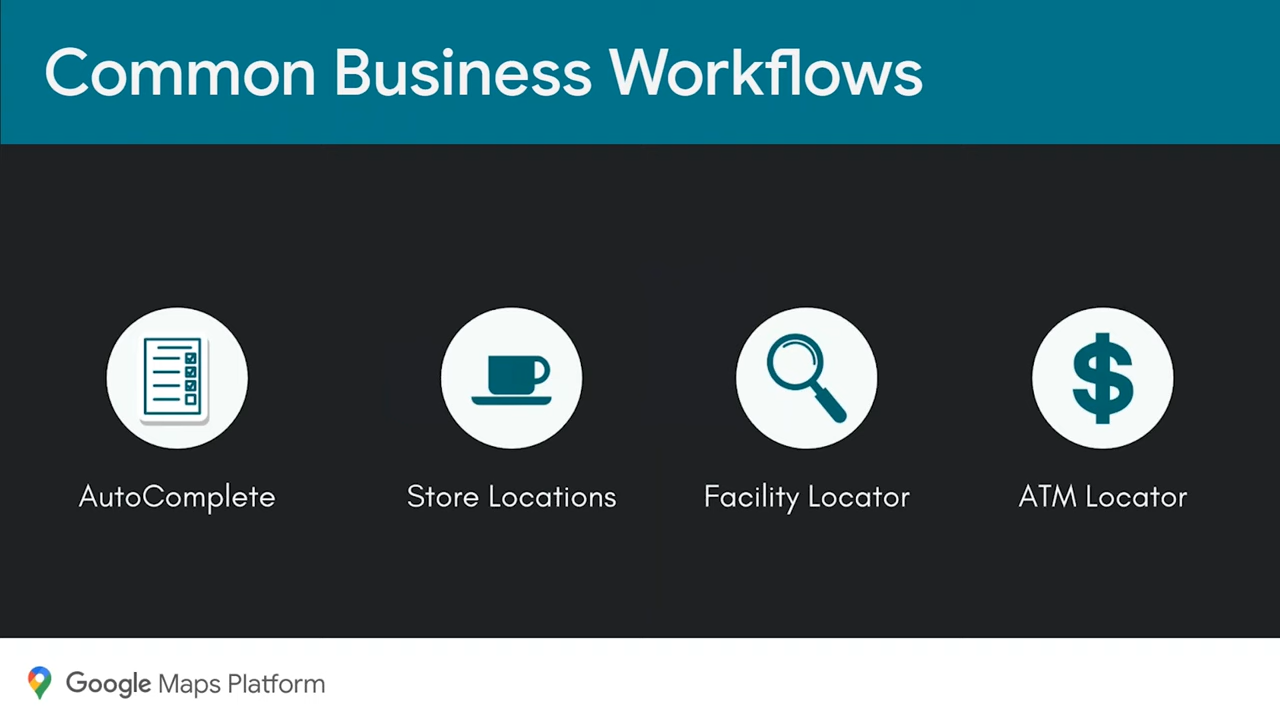 Common Business Workflows
AutoComplete
Store Locations
Facility Locator
ATM Locator
Google Maps Platform